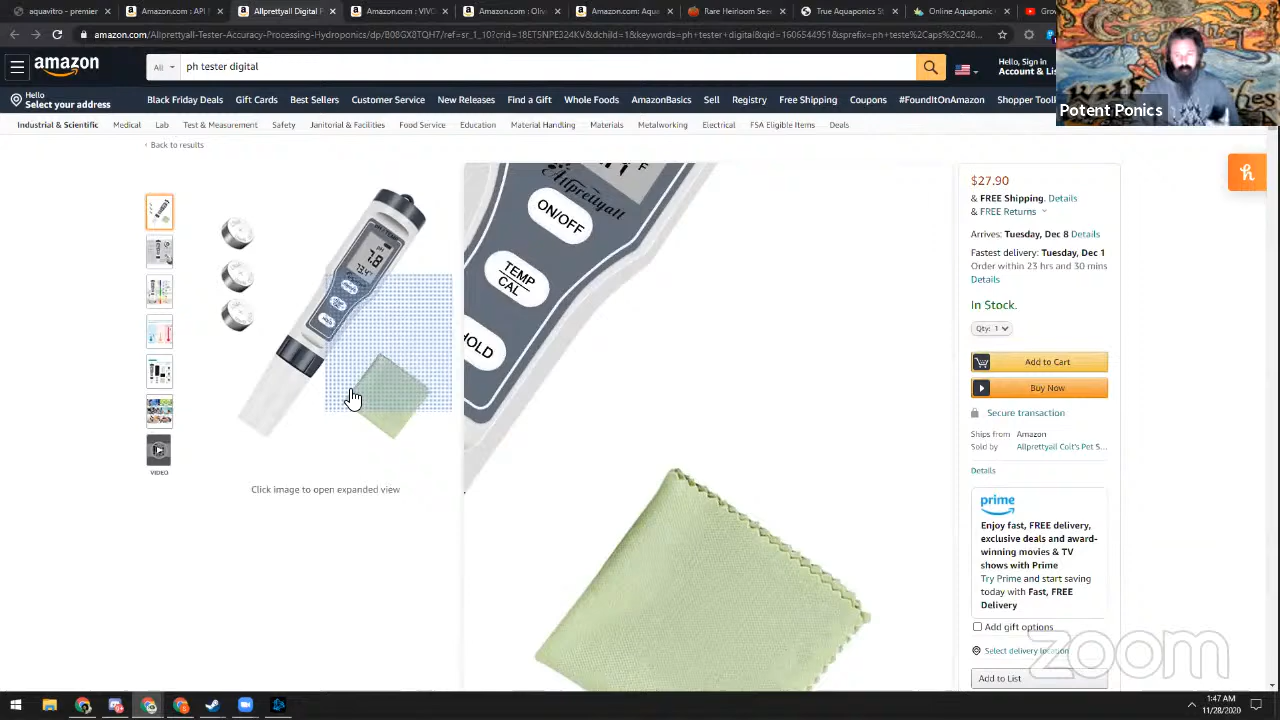 aquavitro - premier
Amazon.com : API
Allprettyall Digital
Amazon.com : VIVO
Amazon.com : Oliv
Amazon.com: Aqua
Rare Heirloom See
True Aquaponics
Online Aquaponic
Gro
amazon.com/Allprettyall-Tester-Accuracy-Processing-Hydroponics/dp/B08GX8TQH7/ref=sr_1_10?crid=18ET5NPE324KV&dchild=1&keywords=ph+tester+digital&qid=1606544951&sprefix=ph+teste%2Caps%2C248...
amazon
All
ph tester digital
Hello, Sign in
Account & Lis
Hello
Select your address
Black Friday Deals
Gift Cards
Best Sellers
Customer Service
New Releases
Find a Gift
Whole Foods
AmazonBasics
Sell
Registry
Free Shipping
Coupons
#FoundItOnAmazon
Shopper Too
Potent Ponics
Industrial & Scientific
Medical
Lab
Test & Measurement
Safety
Janitorial & Facilities
Food Service
Education
Material Handling
Materials
Metalworking
Electrical
FSA Eligible Items
Deals
‹ Back to results
pH
7.8
73.4
Allprettyall
ON/OFF
TEMP
CAL
HOLD
VIDEO
Click image to open expanded view
$27.90
& FREE Shipping. Details
& FREE Returns
Arrives: Tuesday, Dec 8 Details
Fastest delivery: Tuesday, Dec 1
Order within 23 hrs and 30 mins
Details
In Stock.
Qty: 1
Add to Cart
Buy Now
Secure transaction
Ships from Amazon
Sold by Allprettyall Colt's Pet S...
Details
prime
Enjoy fast, FREE delivery,
exclusive deals and award-
winning movies & TV
shows with Prime
Try Prime and start saving
today with Fast, FREE
Delivery
Add gift options
Select delivery location
Add to List
zoom
1:47 AM
11/28/2020